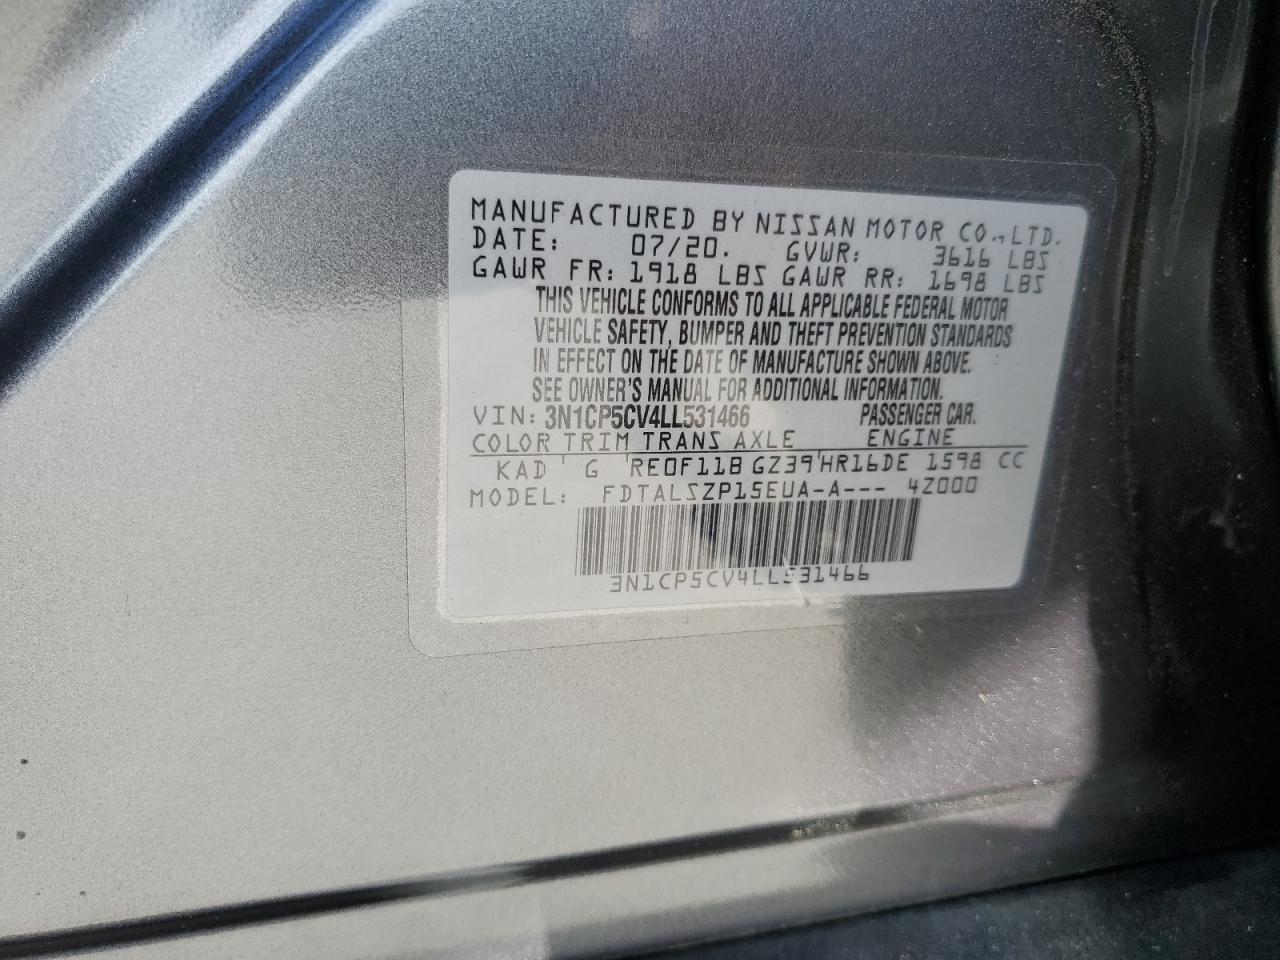 MANUFACTURED BY NISSAN MOTOR CO.,LTD.
DATE: 07/20. GVWR: 3616 LBS
GAWR FR: 1918 LBS GAWR RR: 1698 LBS
THIS VEHICLE CONFORMS TO ALL APPLICABLE FEDERAL MOTOR
VEHICLE SAFETY, BUMPER AND THEFT PREVENTION STANDARDS
IN EFFECT ON THE DATE OF MANUFACTURE SHOWN ABOVE.
SEE OWNER'S MANUAL FOR ADDITIONAL INFORMATION.
VIN: 3N1CP5CV4LL531466 PASSENGER CAR.
COLOR TRIM TRANS AXLE ENGINE
KAD G RE0F11B GZ39 HR16DE 1598 CC
MODEL: FDTALSZP15EUA-A--- 4Z000
3N1CP5CV4LL531466